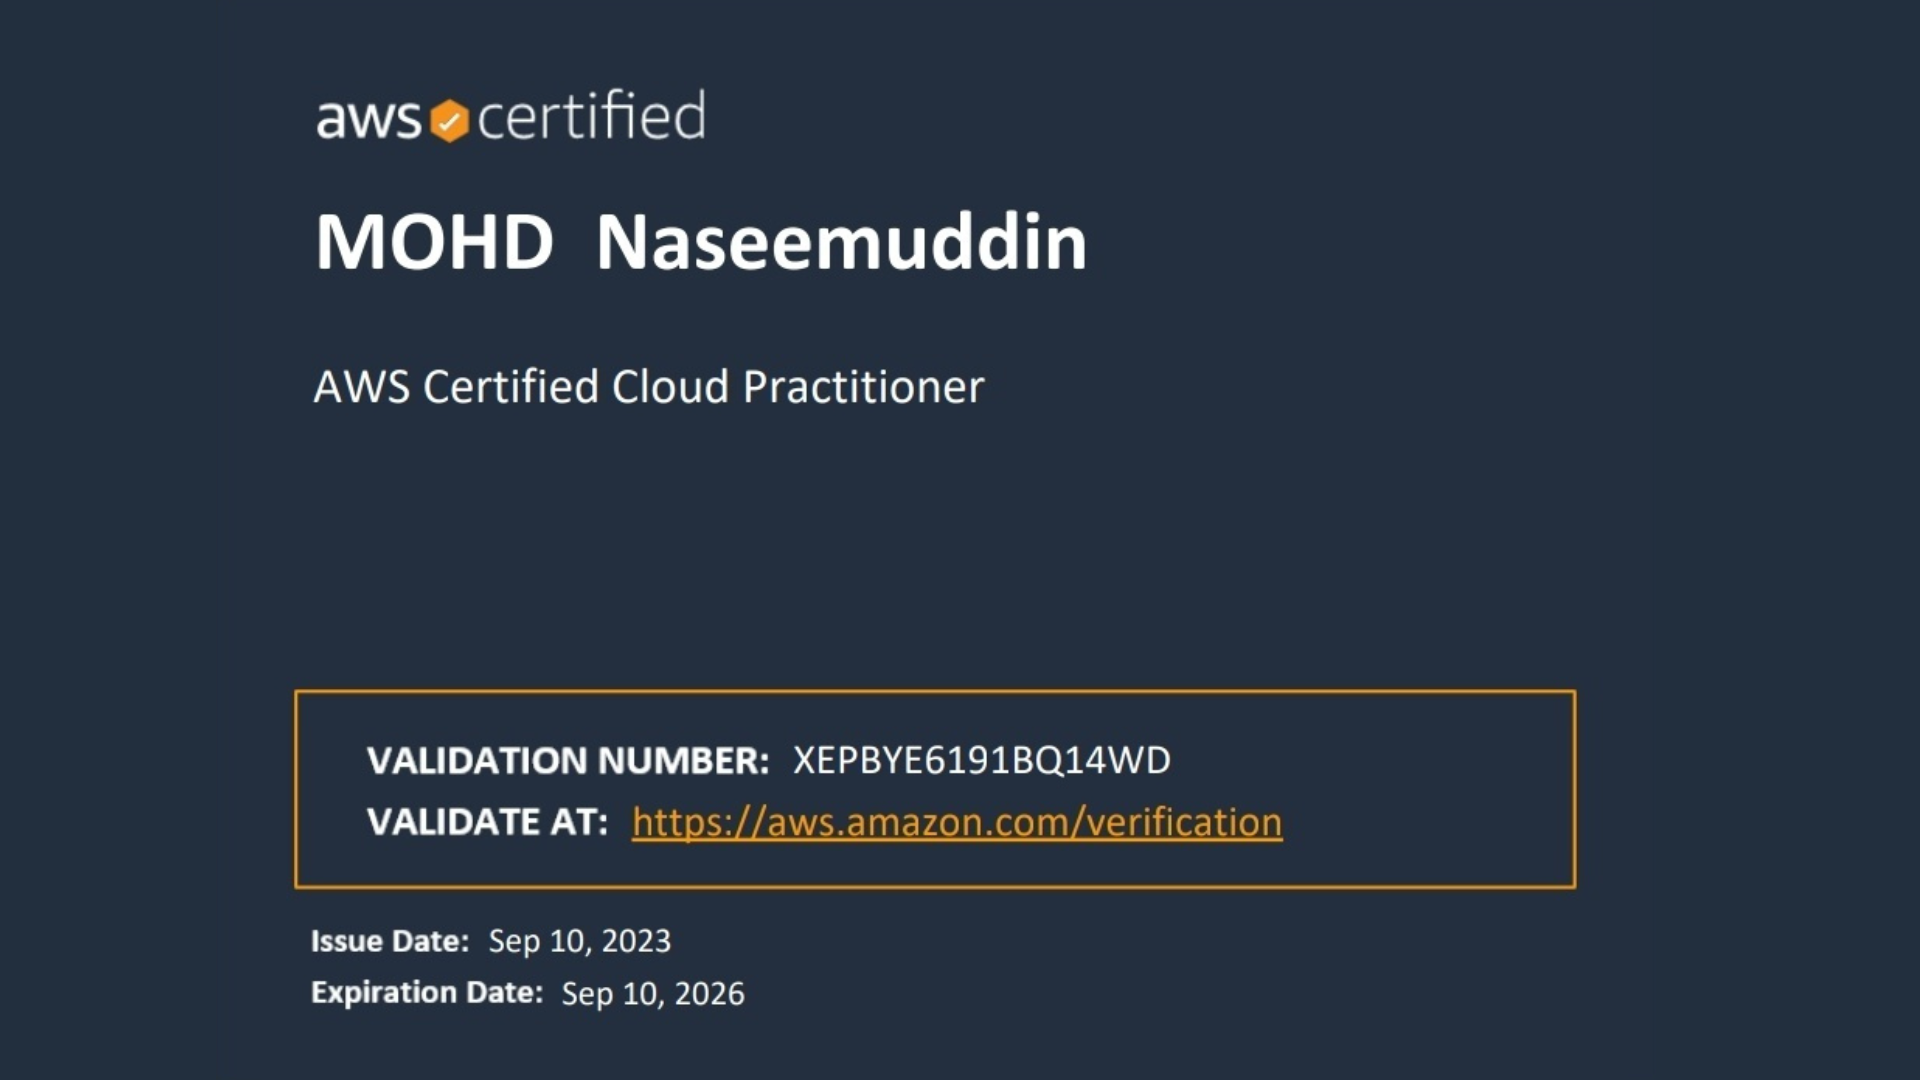 aws certified
MOHD  Naseemuddin
AWS Certified Cloud Practitioner
VALIDATION NUMBER: XEPBYE6191BQ14WD
VALIDATE AT: https://aws.amazon.com/verification
Issue Date: Sep 10, 2023
Expiration Date: Sep 10, 2026